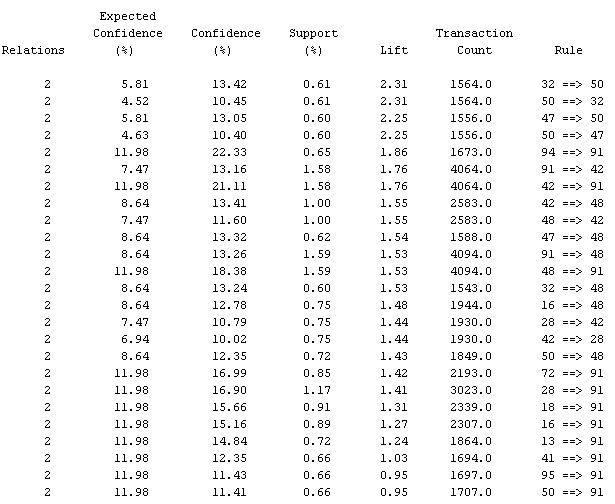 Expected
Confidence Confidence Support Transaction
Relations (%) (%) (%) Lift Count Rule
2 5.81 13.42 0.61 2.31 1564.0 32 ==> 50
2 4.52 10.45 0.61 2.31 1564.0 50 ==> 32
2 5.81 13.05 0.60 2.25 1556.0 47 ==> 50
2 4.63 10.40 0.60 2.25 1556.0 50 ==> 47
2 11.98 22.33 0.65 1.86 1673.0 94 ==> 91
2 7.47 13.16 1.58 1.76 4064.0 91 ==> 42
2 11.98 21.11 1.58 1.76 4064.0 42 ==> 91
2 8.64 13.41 1.00 1.55 2583.0 42 ==> 48
2 7.47 11.60 1.00 1.55 2583.0 48 ==> 42
2 8.64 13.32 0.62 1.54 1588.0 47 ==> 48
2 8.64 13.26 1.59 1.53 4094.0 91 ==> 48
2 11.98 18.38 1.59 1.53 4094.0 48 ==> 91
2 8.64 13.24 0.60 1.53 1543.0 32 ==> 48
2 8.64 12.78 0.75 1.48 1944.0 16 ==> 48
2 7.47 10.79 0.75 1.44 1930.0 28 ==> 42
2 6.94 10.02 0.75 1.44 1930.0 42 ==> 28
2 8.64 12.35 0.72 1.43 1849.0 50 ==> 48
2 11.98 16.99 0.85 1.42 2193.0 72 ==> 91
2 11.98 16.90 1.17 1.41 3023.0 28 ==> 91
2 11.98 15.66 0.91 1.31 2339.0 18 ==> 91
2 11.98 15.16 0.89 1.27 2307.0 16 ==> 91
2 11.98 14.84 0.72 1.24 1864.0 13 ==> 91
2 11.98 12.35 0.66 1.03 1694.0 41 ==> 91
2 11.98 11.43 0.66 0.95 1697.0 95 ==> 91
2 11.98 11.41 0.66 0.95 1707.0 50 ==> 91